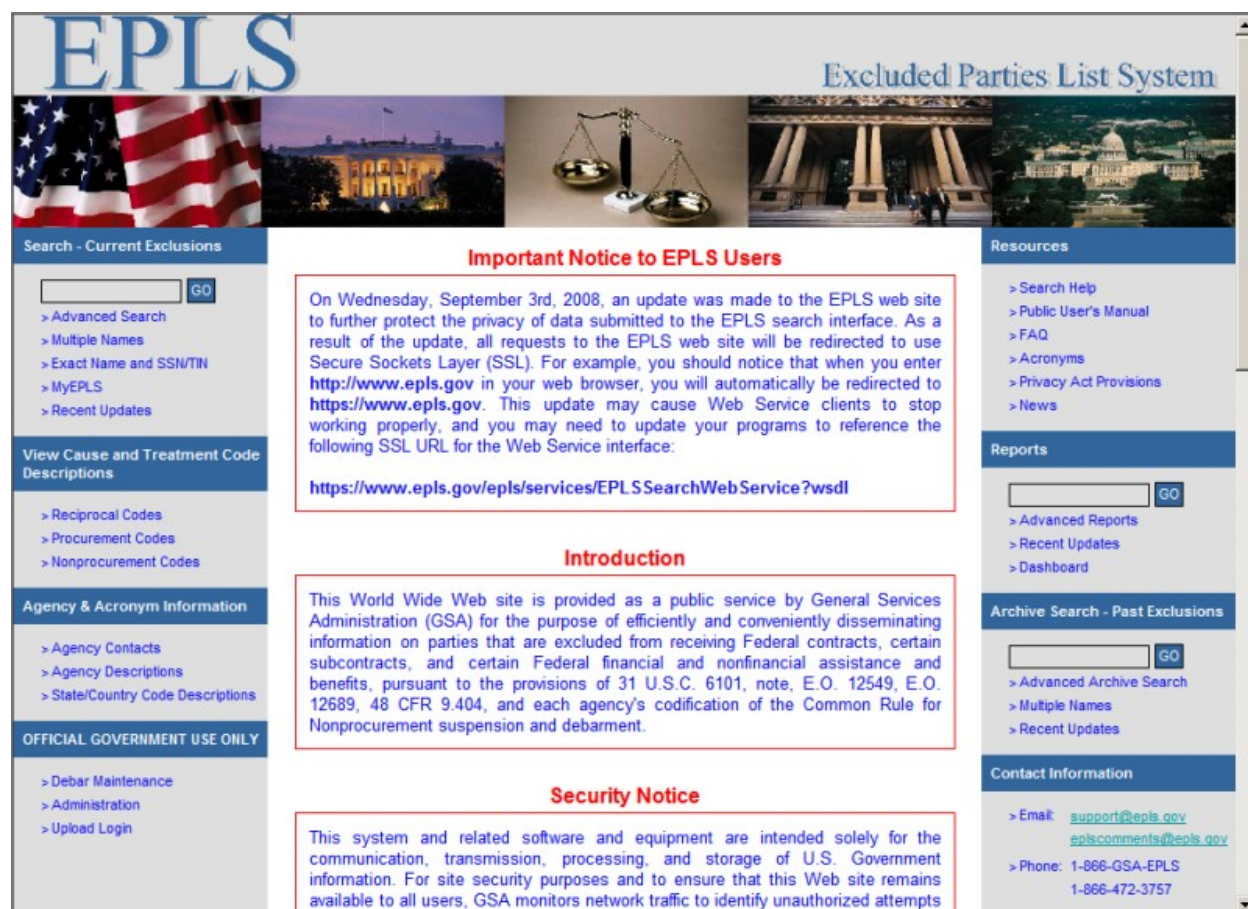 EPLS
Excluded Parties List System
Search - Current Exclusions
GO
> Advanced Search
> Multiple Names
> Exact Name and SSN/TIN
> MyEPLS
> Recent Updates
View Cause and Treatment Code
Descriptions
> Reciprocal Codes
> Procurement Codes
> Nonprocurement Codes
Agency & Acronym Information
> Agency Contacts
> Agency Descriptions
> State/Country Code Descriptions
OFFICIAL GOVERNMENT USE ONLY
> Debar Maintenance
> Administration
> Upload Login
Important Notice to EPLS Users
On Wednesday, September 3rd, 2008, an update was made to the EPLS web site
to further protect the privacy of data submitted to the EPLS search interface. As a
result of the update, all requests to the EPLS web site will be redirected to use
Secure Sockets Layer (SSL). For example, you should notice that when you enter
http://www.epls.gov in your web browser, you will automatically be redirected to
https://www.epls.gov. This update may cause Web Service clients to stop
working properly, and you may need to update your programs to reference the
following SSL URL for the Web Service interface:
https://www.epls.gov/epls/services/EPLSSearchWebService?wsdl
Introduction
This World Wide Web site is provided as a public service by General Services
Administration (GSA) for the purpose of efficiently and conveniently disseminating
information on parties that are excluded from receiving Federal contracts, certain
subcontracts, and certain Federal financial and nonfinancial assistance and
benefits, pursuant to the provisions of 31 U.S.C. 6101, note, E.O. 12549, E.O.
12689, 48 CFR 9.404, and each agency's codification of the Common Rule for
Nonprocurement suspension and debarment.
Security Notice
This system and related software and equipment are intended solely for the
communication, transmission, processing, and storage of U.S. Government
information. For site security purposes and to ensure that this Web site remains
available to all users, GSA monitors network traffic to identify unauthorized attempts
Resources
> Search Help
> Public User's Manual
> FAQ
> Acronyms
> Privacy Act Provisions
> News
Reports
GO
> Advanced Reports
> Recent Updates
> Dashboard
Archive Search - Past Exclusions
GO
> Advanced Archive Search
> Multiple Names
> Recent Updates
Contact Information
> Email: support@epls.gov
eplscomments@epls.gov
> Phone: 1-866-GSA-EPLS
1-866-472-3757